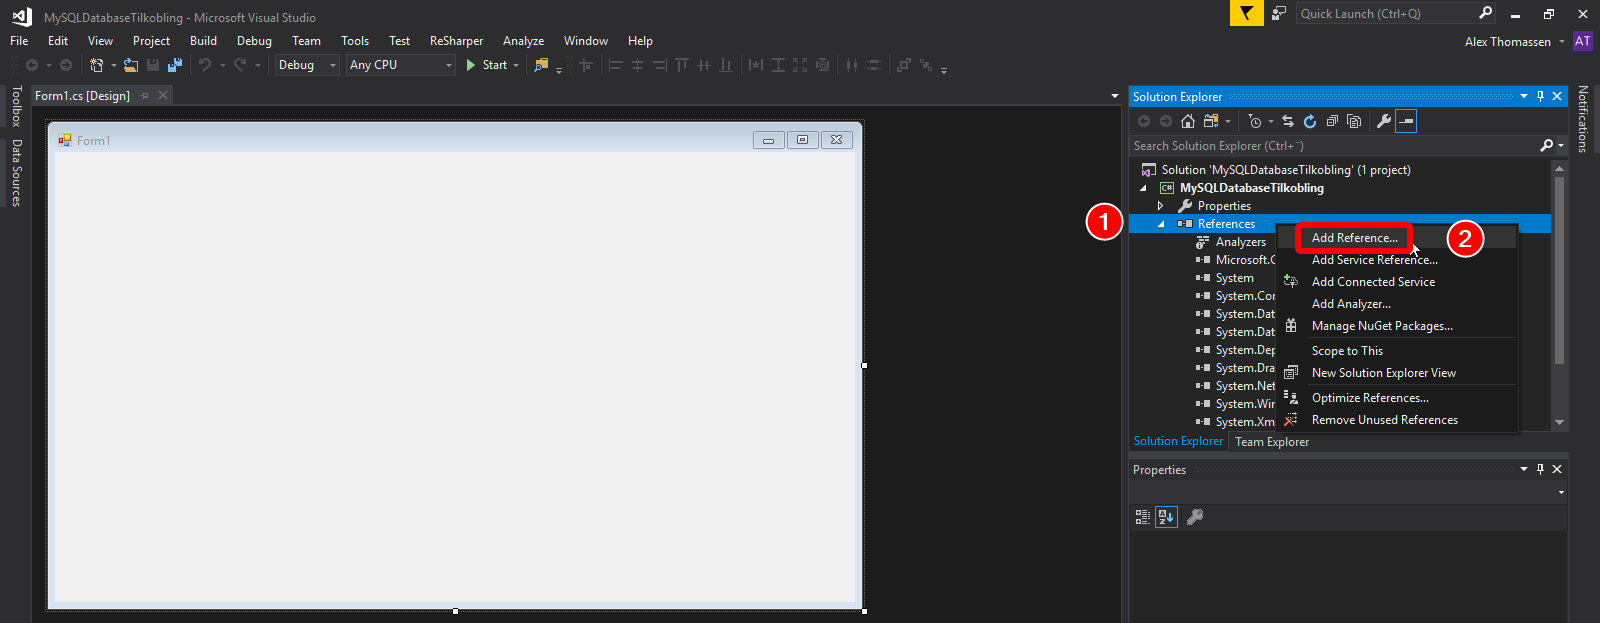 MySQLDatabaseTilkobling - Microsoft Visual Studio
Quick Launch (Ctrl+Q)
File Edit View Project Build Debug Team Tools Test ReSharper Analyze Window Help
Alex Thomassen AT
Debug Any CPU Start
Toolbox
Data Sources
Form1.cs [Design]
Form1
Solution Explorer
Search Solution Explorer (Ctrl+¨)
Solution 'MySQLDatabaseTilkobling' (1 project)
C# MySQLDatabaseTilkobling
Properties
1
References
Analyzers
Microsoft.C
System
System.Cor
System.Dat
System.Dat
System.Dep
System.Dra
System.Net
System.Wir
System.Xm
Add Reference...
2
Add Service Reference...
Add Connected Service
Add Analyzer...
Manage NuGet Packages...
Scope to This
New Solution Explorer View
Optimize References...
Remove Unused References
Solution Explorer Team Explorer
Properties
Notifications